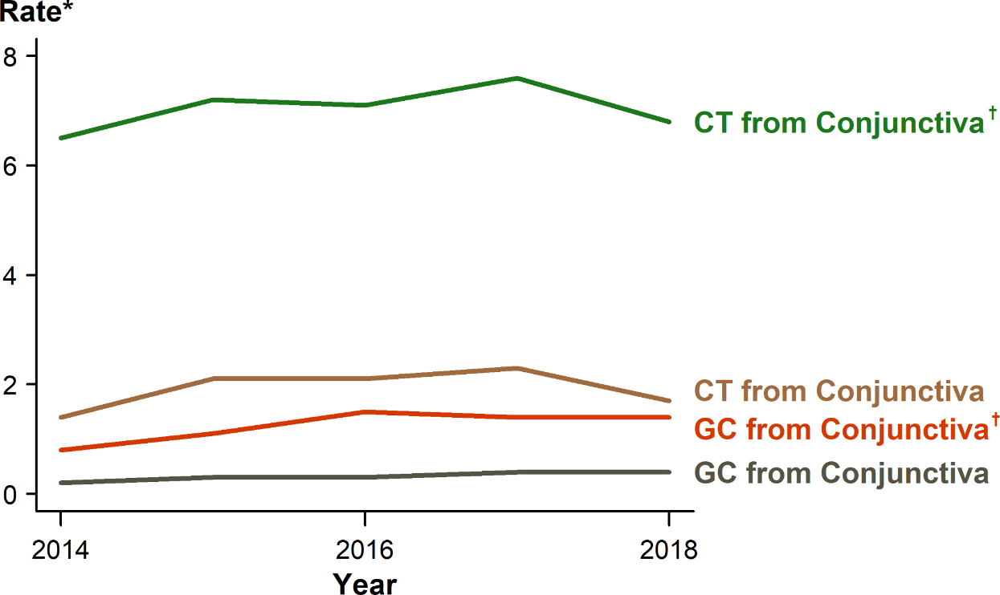 Rate*
8
6
4
2
0
CT from Conjunctiva†
CT from Conjunctiva
GC from Conjunctiva†
GC from Conjunctiva
2014 2016 2018
Year